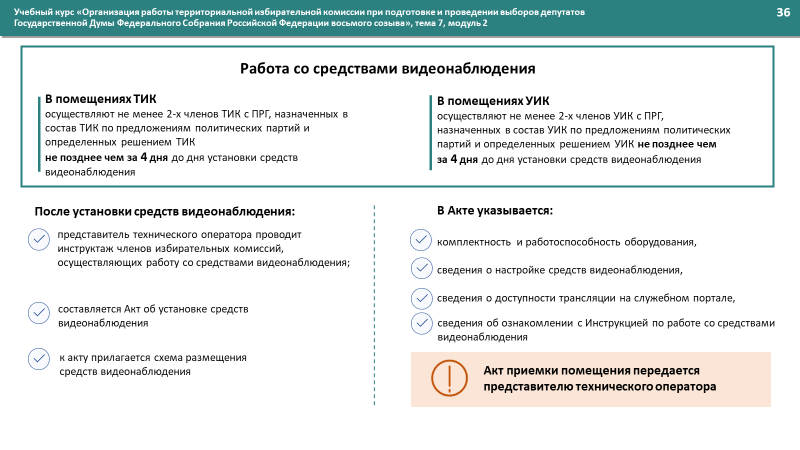 Учебный курс «Организация работы территориальной избирательной комиссии при подготовке и проведении выборов депутатов
Государственной Думы Федерального Собрания Российской Федерации восьмого созыва», тема 7, модуль 2
36
Работа со средствами видеонаблюдения
В помещениях ТИК
осуществляют не менее 2-х членов ТИК с ПРГ, назначенных в
состав ТИК по предложениям политических партий и
определенных решением ТИК
не позднее чем за 4 дня до дня установки средств
видеонаблюдения
В помещениях УИК
осуществляют не менее 2-х членов УИК с ПРГ,
назначенных в состав УИК по предложениям политических
партий и определенных решением УИК не позднее чем
за 4 дня до дня установки средств видеонаблюдения
После установки средств видеонаблюдения:
представитель технического оператора проводит
инструктаж членов избирательных комиссий,
осуществляющих работу со средствами видеонаблюдения;
составляется Акт об установке средств
видеонаблюдения
к акту прилагается схема размещения
средств видеонаблюдения
В Акте указывается:
комплектность и работоспособность оборудования,
сведения о настройке средств видеонаблюдения,
сведения о доступности трансляции на служебном портале,
сведения об ознакомлении с Инструкцией по работе со средствами
видеонаблюдения
Акт приемки помещения передается
представителю технического оператора